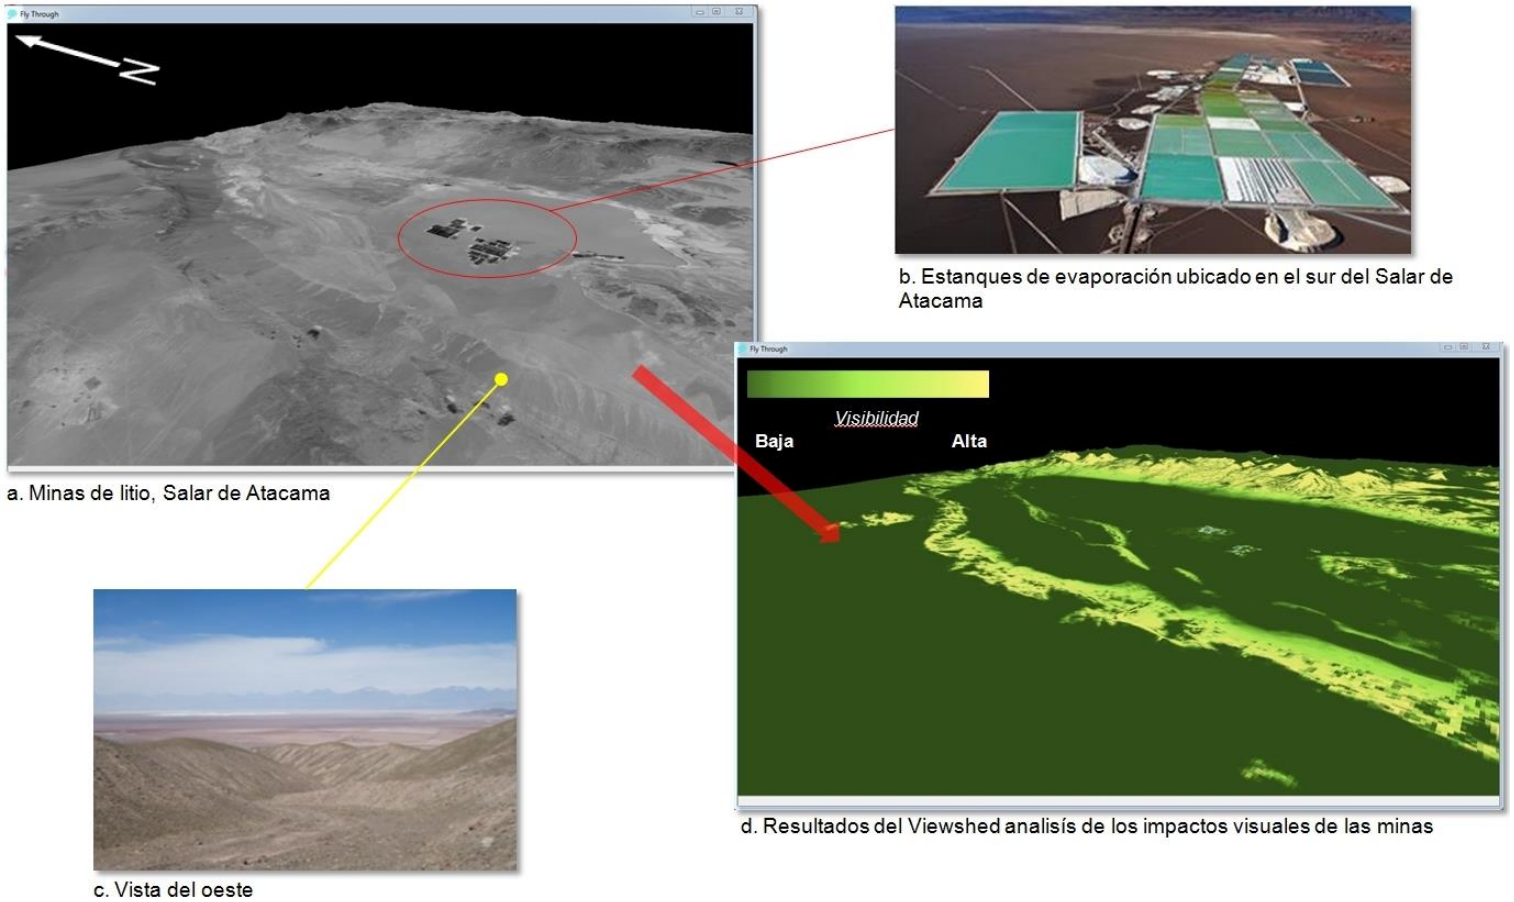 Fly Through
N
a. Minas de litio, Salar de Atacama
b. Estanques de evaporación ubicado en el sur del Salar de
Atacama
Fly Through
Visibilidad
Baja Alta
c. Vista del oeste
d. Resultados del Viewshed analisís de los impactos visuales de las minas